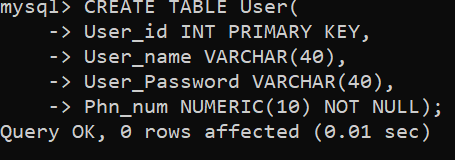 mysql> CREATE TABLE User(
    -> User_id INT PRIMARY KEY,
    -> User_name VARCHAR(40),
    -> User_Password VARCHAR(40),
    -> Phn_num NUMERIC(10) NOT NULL);
Query OK, 0 rows affected (0.01 sec)